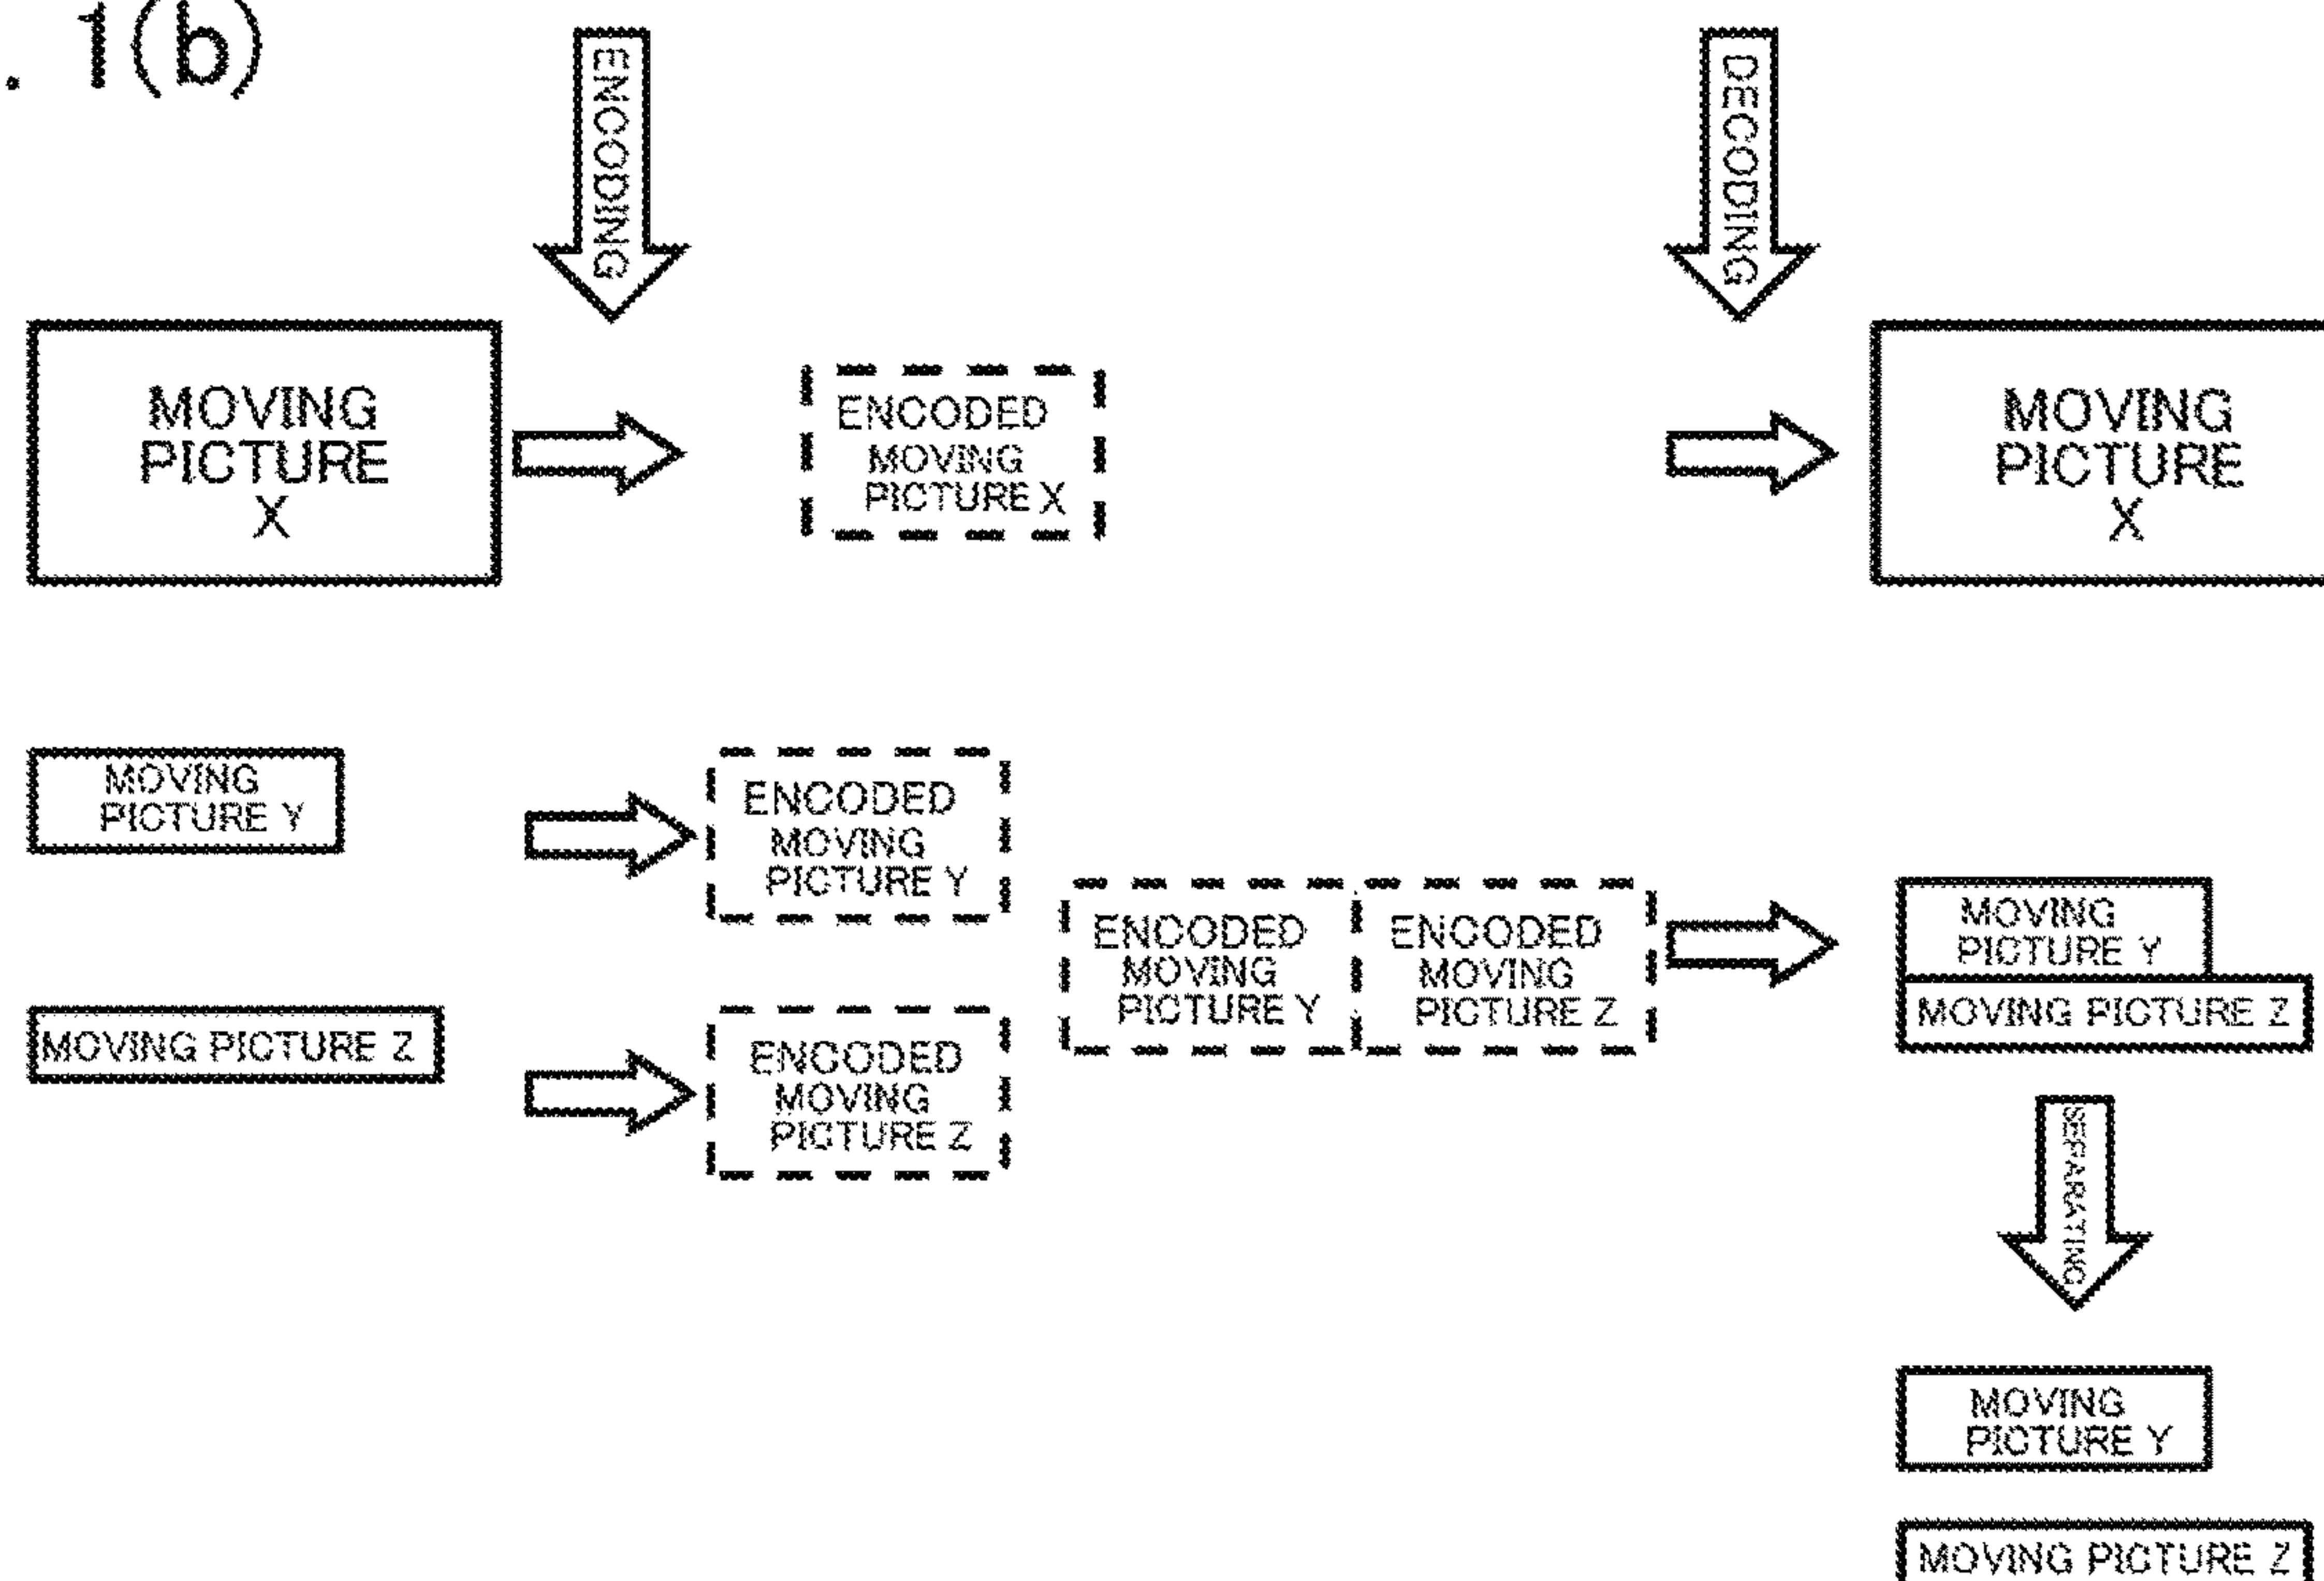 . 1(b)
ENCODING
DECODING
MOVING
PICTURE
X
ENCODED
MOVING
PICTURE X
MOVING
PICTURE
X
MOVING
PICTURE Y
ENCODED
MOVING
PICTURE Y
ENCODED
MOVING
PICTURE Y
ENCODED
MOVING
PICTURE Z
MOVING
PICTURE Y
MOVING PICTURE Z
MOVING PICTURE Z
ENCODED
MOVING
PICTURE Z
SEPARATING
MOVING
PICTURE Y
MOVING PICTURE Z